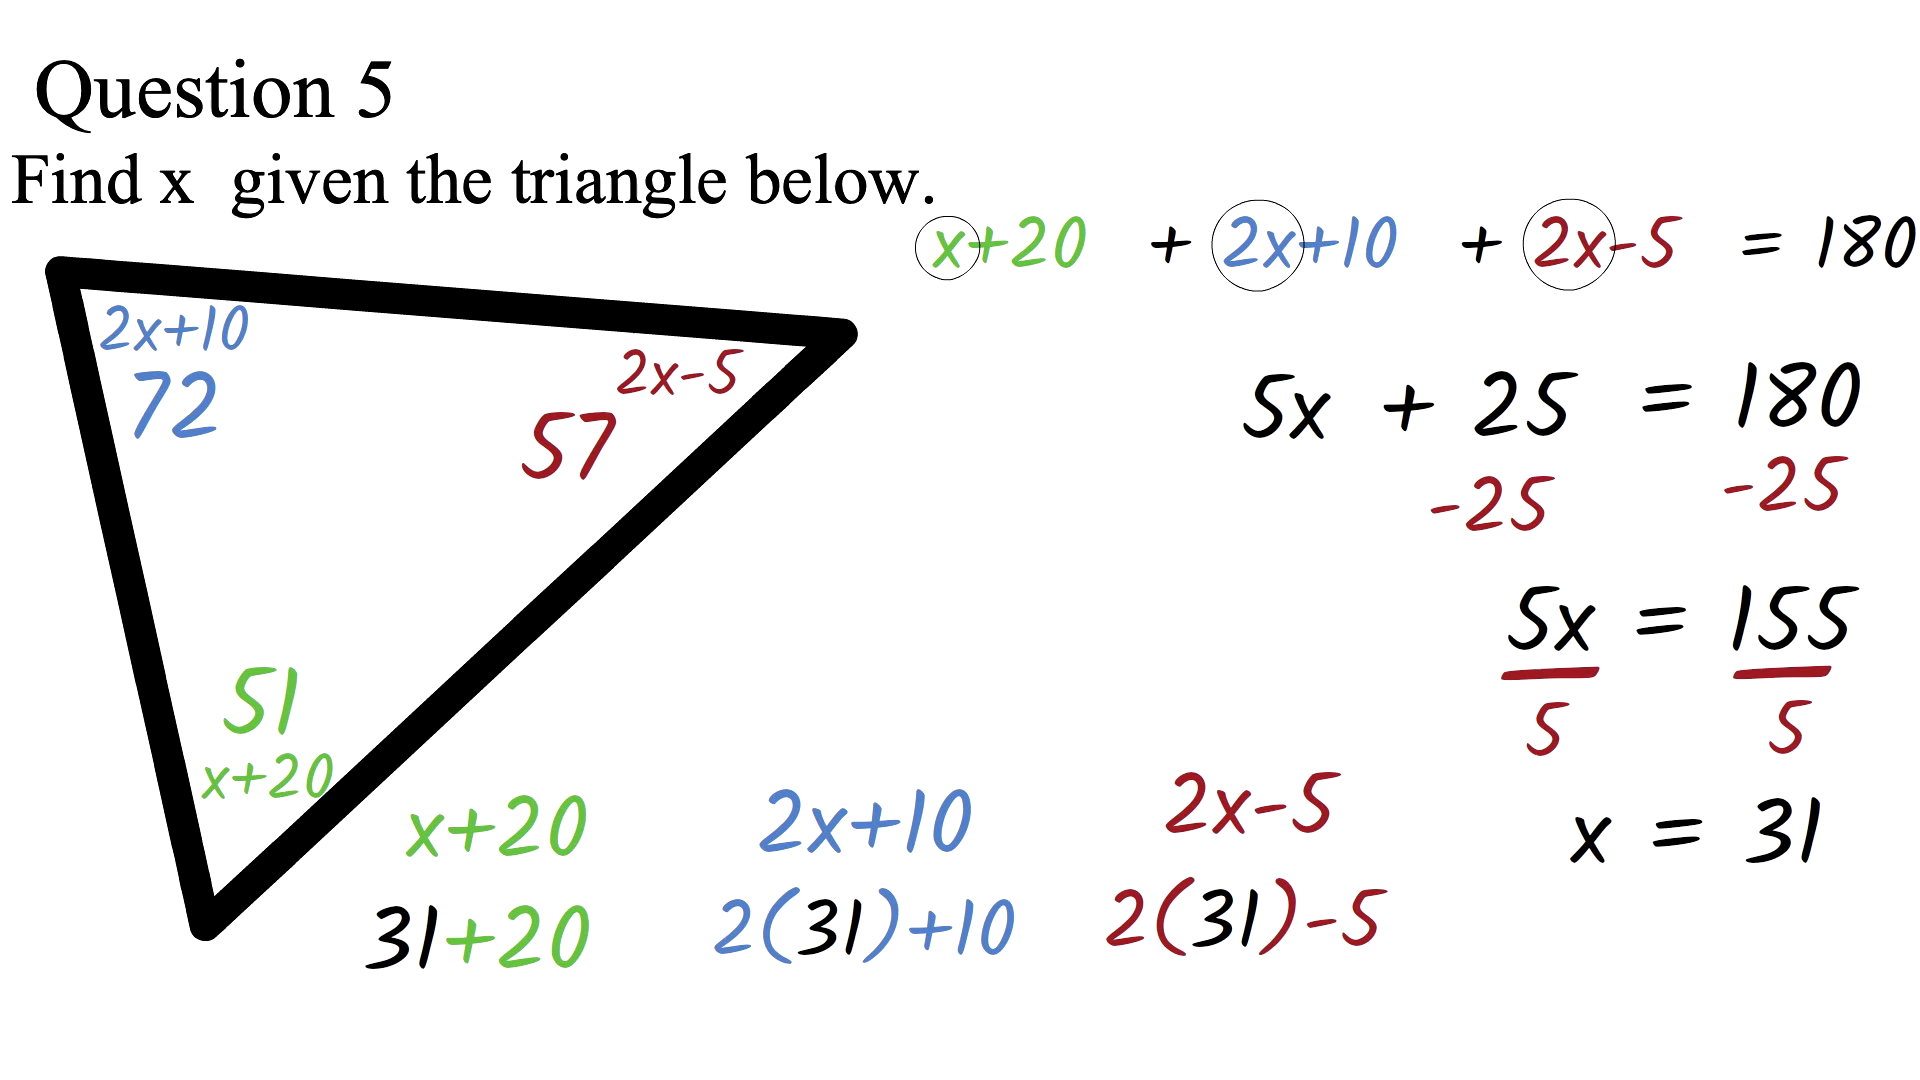 Question 5
Find x given the triangle below.
x+20 + 2x+10 + 2x-5 = 180
2x+10
72
2x-5
57
5x + 25 = 180
-25 -25
5x = 155
5 5
x = 31
51
x+20
x+20 2x+10 2x-5
31+20 2(31)+10 2(31)-5